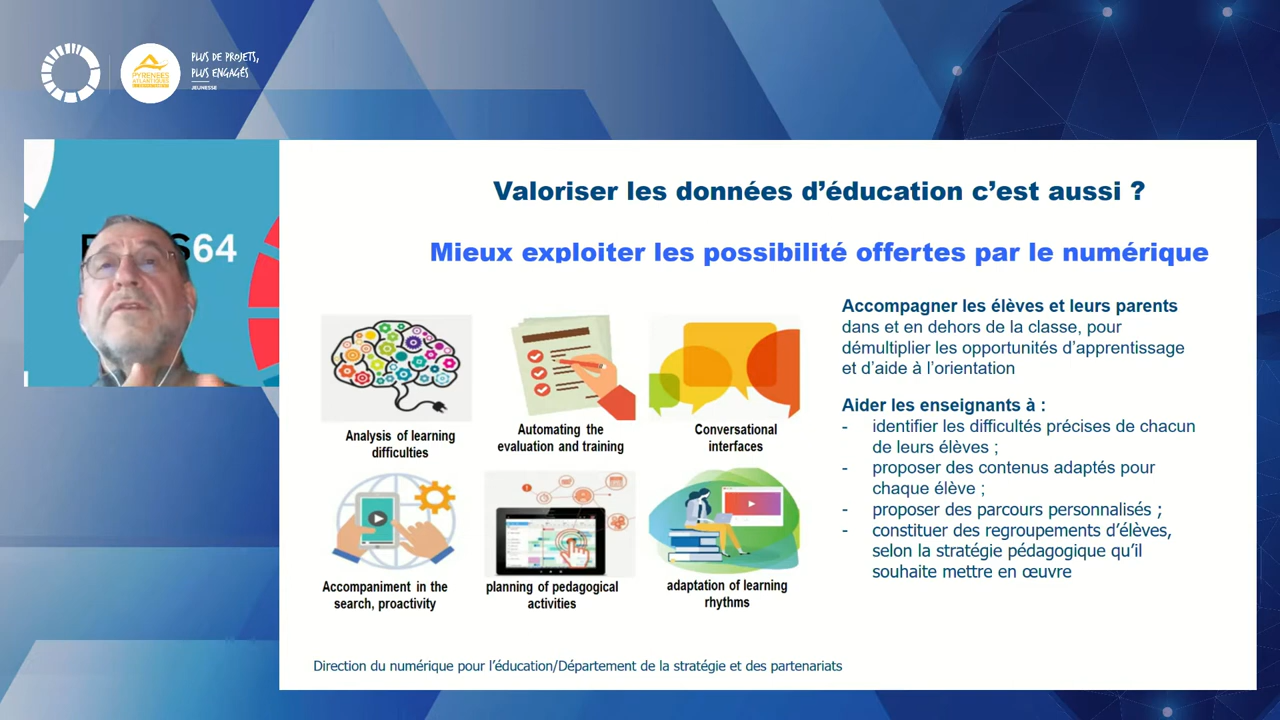 PLUS DE PROJETS,
PLUS ENGAGÉS
JEUNESSE
PYRÉNÉES
ATLANTIQUES
S64
Valoriser les données d'éducation c'est aussi ?
Mieux exploiter les possibilité offertes par le numérique
Analysis of learning
difficulties
Automating the
evaluation and training
Conversational
interfaces
Accompaniment in the
search, proactivity
planning of pedagogical
activities
adaptation of learning
rhythms
Accompagner les élèves et leurs parents
dans et en dehors de la classe, pour
démultiplier les opportunités d'apprentissage
et d'aide à l'orientation
Aider les enseignants à :
- identifier les difficultés précises de chacun
de leurs élèves ;
- proposer des contenus adaptés pour
chaque élève ;
- proposer des parcours personnalisés ;
- constituer des regroupements d'élèves,
selon la stratégie pédagogique qu'il
souhaite mettre en œuvre
Direction du numérique pour l'éducation/Département de la stratégie et des partenariats